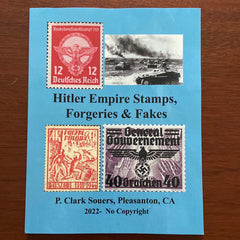 12 12
Deutsches Reich
Hitler Empire Stamps,
Forgeries & Fakes
General
Gouvernement
40 Groschen 40
P. Clark Souers, Pleasanton, CA
2022- No Copyright